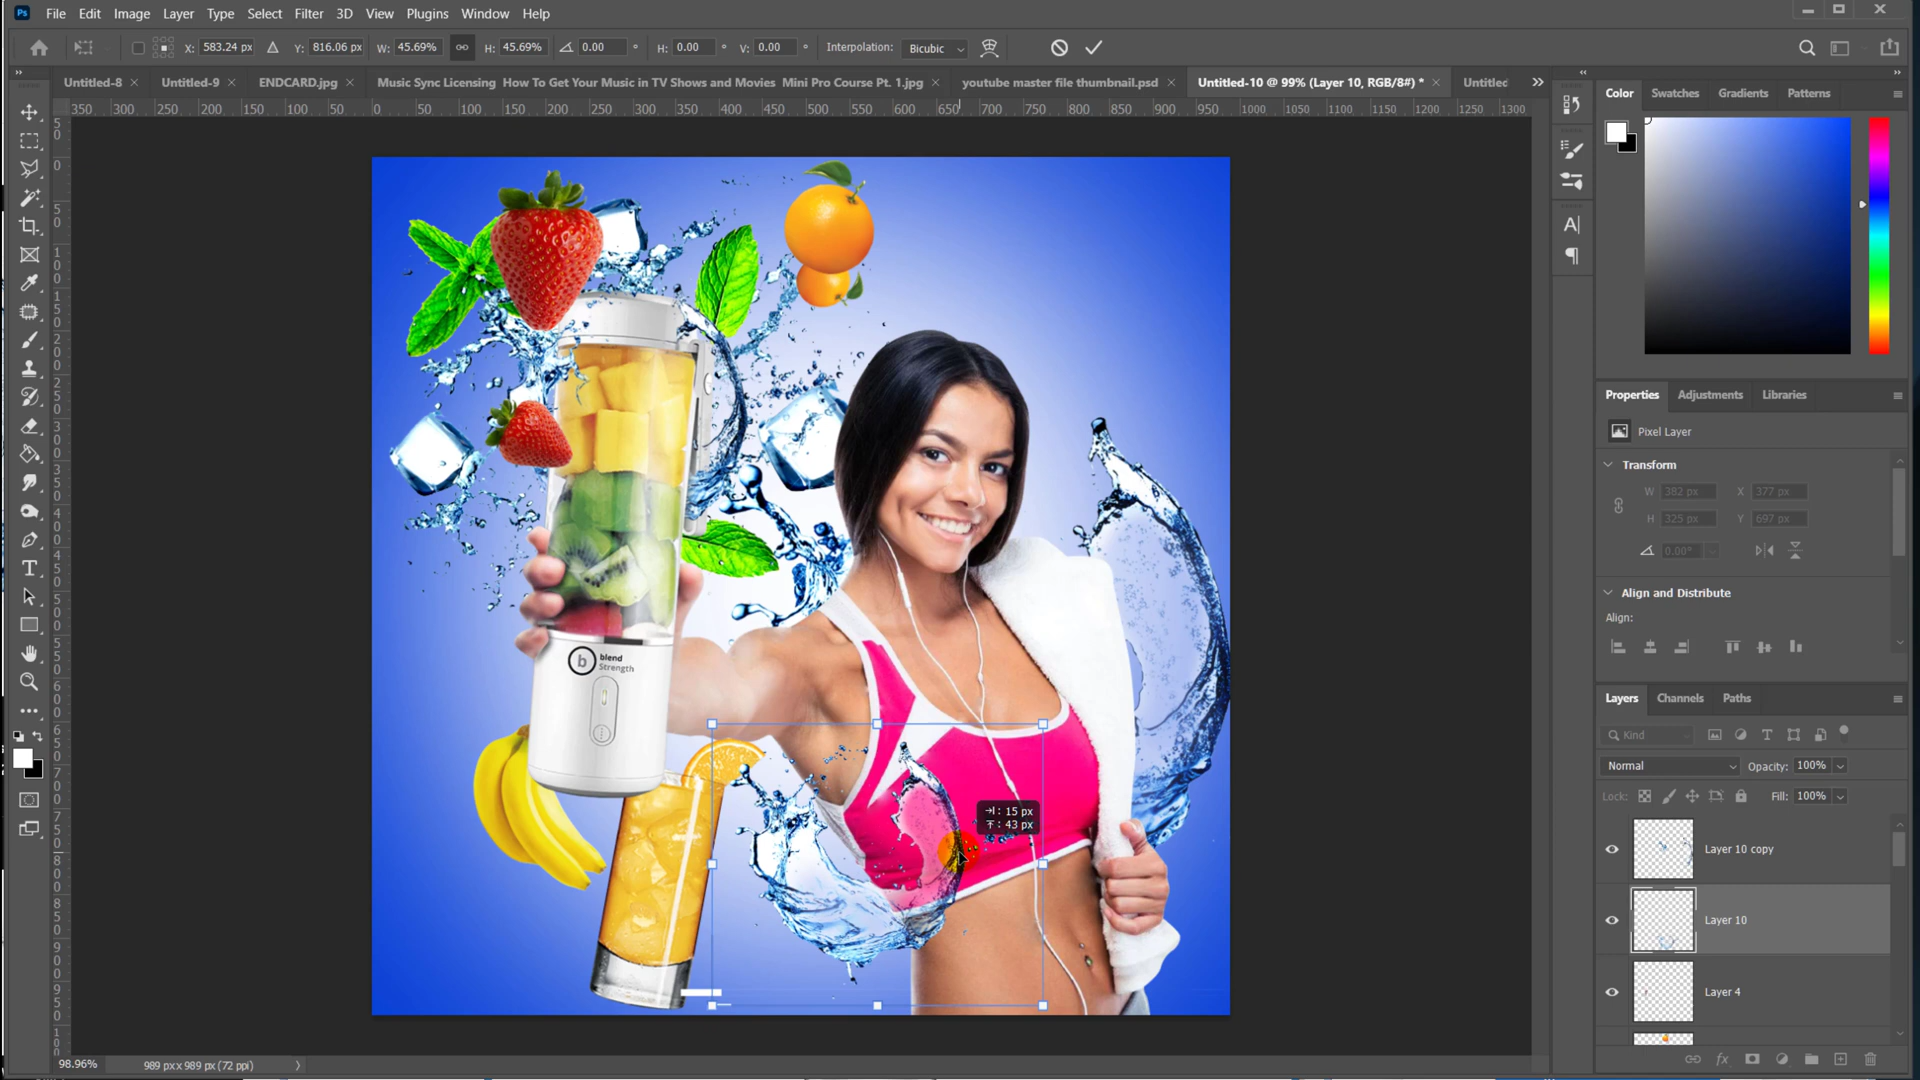 Ps File Edit Image Layer Type Select Filter 3D View Plugins Window Help
X: 583.24 px Y: 816.06 px W: 45.69% H: 45.69% 0.00 ° H: 0.00 ° V: 0.00 ° Interpolation: Bicubic
Untitled-8 × Untitled-9 × ENDCARD.jpg × Music Sync Licensing How To Get Your Music in TV Shows and Movies Mini Pro Course Pt. 1.jpg × youtube master file thumbnail.psd × Untitled-10 @ 99% (Layer 10, RGB/8#) * × Untitled
350 300 250 200 150 100 50 0 50 100 150 200 250 300 350 400 450 500 550 600 650 700 750 800 850 900 950 1000 1050 1100 1150 1200 1250 1300
Color Swatches Gradients Patterns
Properties Adjustments Libraries
Pixel Layer
Transform
W 382 px X 377 px
H 325 px Y 697 px
0.00°
Align and Distribute
Align:
b blend
Strength
15 px
43 px
Layers Channels Paths
Kind
Normal Opacity: 100%
Lock: Fill: 100%
Layer 10 copy
Layer 10
Layer 4
98.96% 989 px x 989 px (72 ppi)